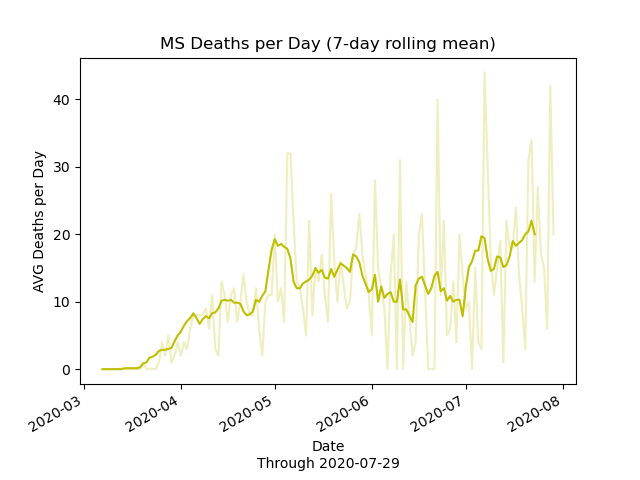 MS Deaths per Day (7-day rolling mean)
AVG Deaths per Day
40
30
20
10
0
2020-03
2020-04
2020-05
2020-06
2020-07
2020-08
Date
Through 2020-07-29